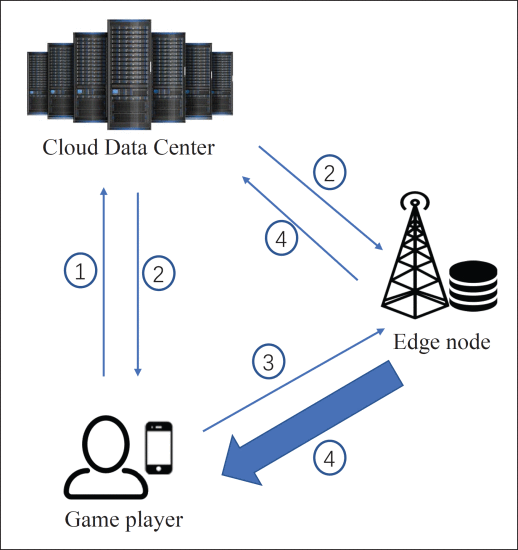 Cloud Data Center
②
④
①
②
Edge node
③
④
Game player